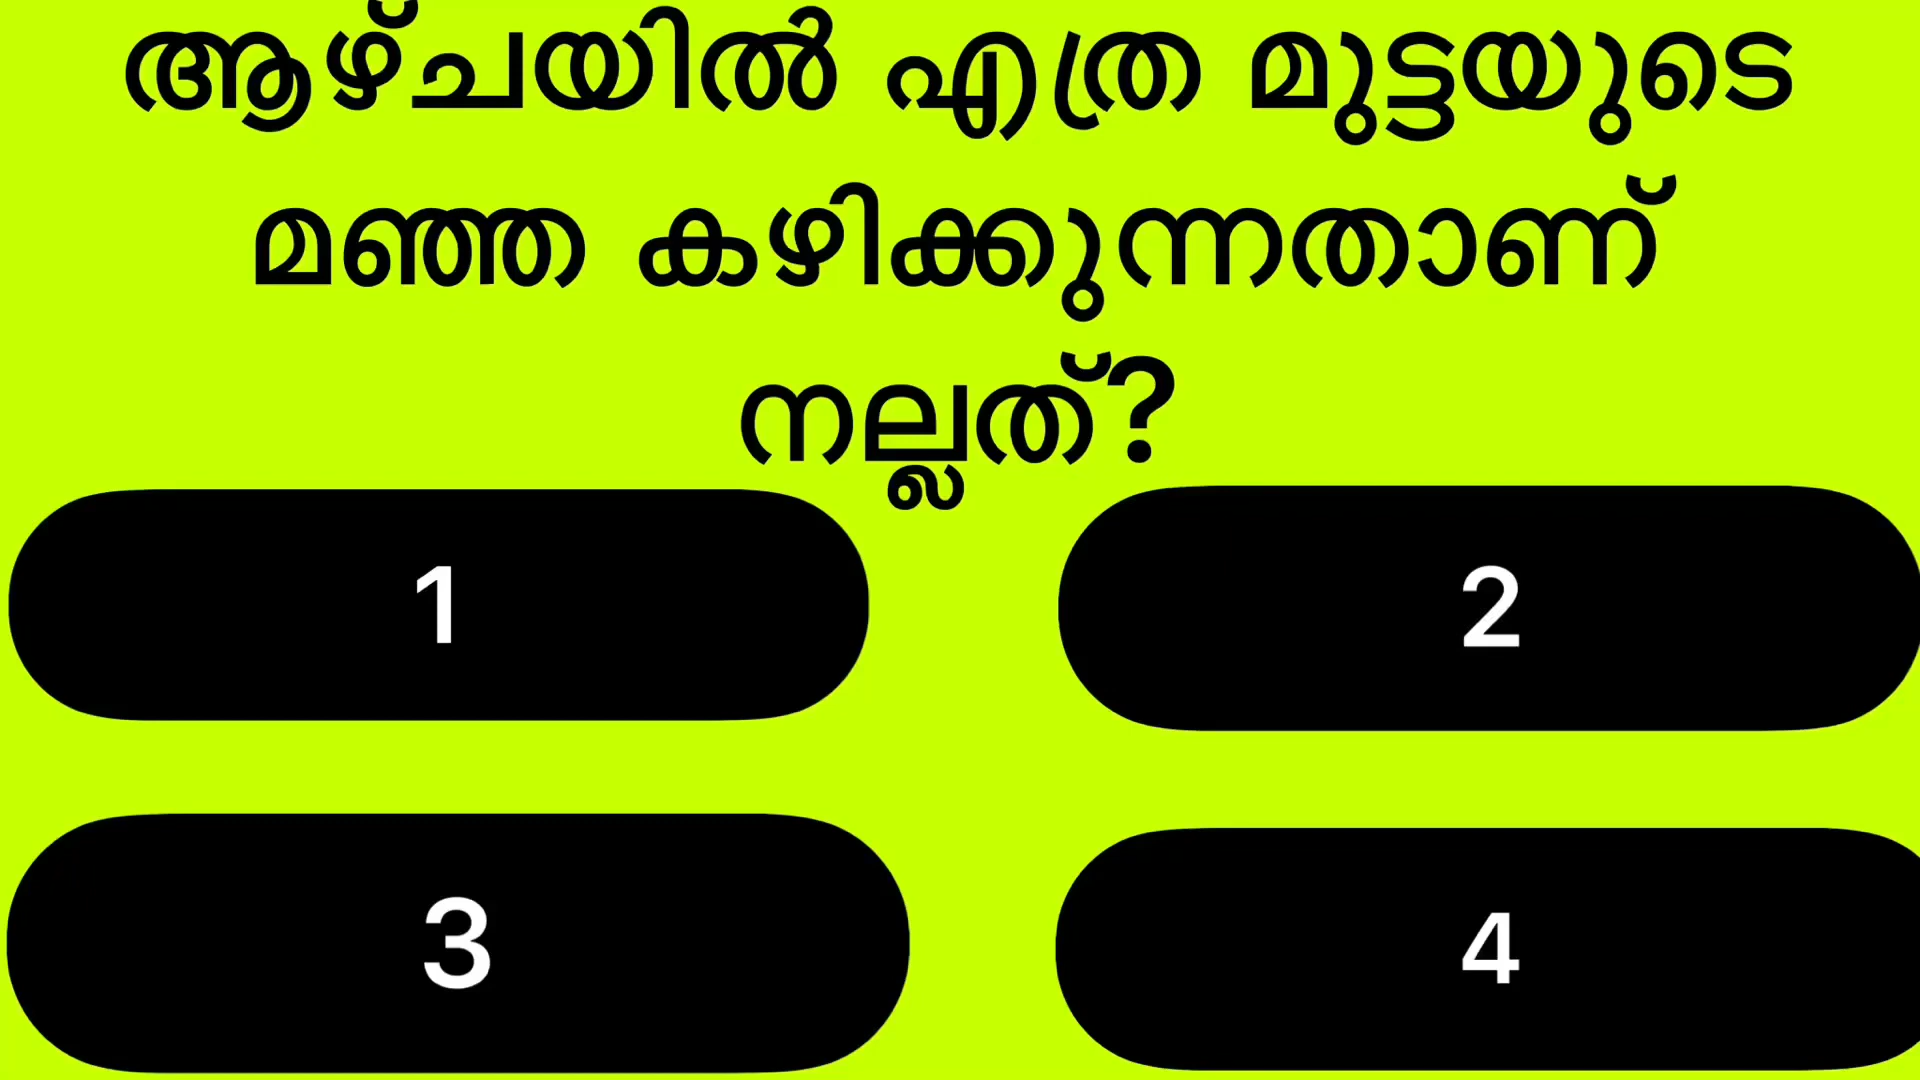 ആഴ്ചയിൽ എത്ര മുട്ടയുടെ
മഞ്ഞ കഴിക്കുന്നതാണ്
നല്ലത്?
1
2
3
4